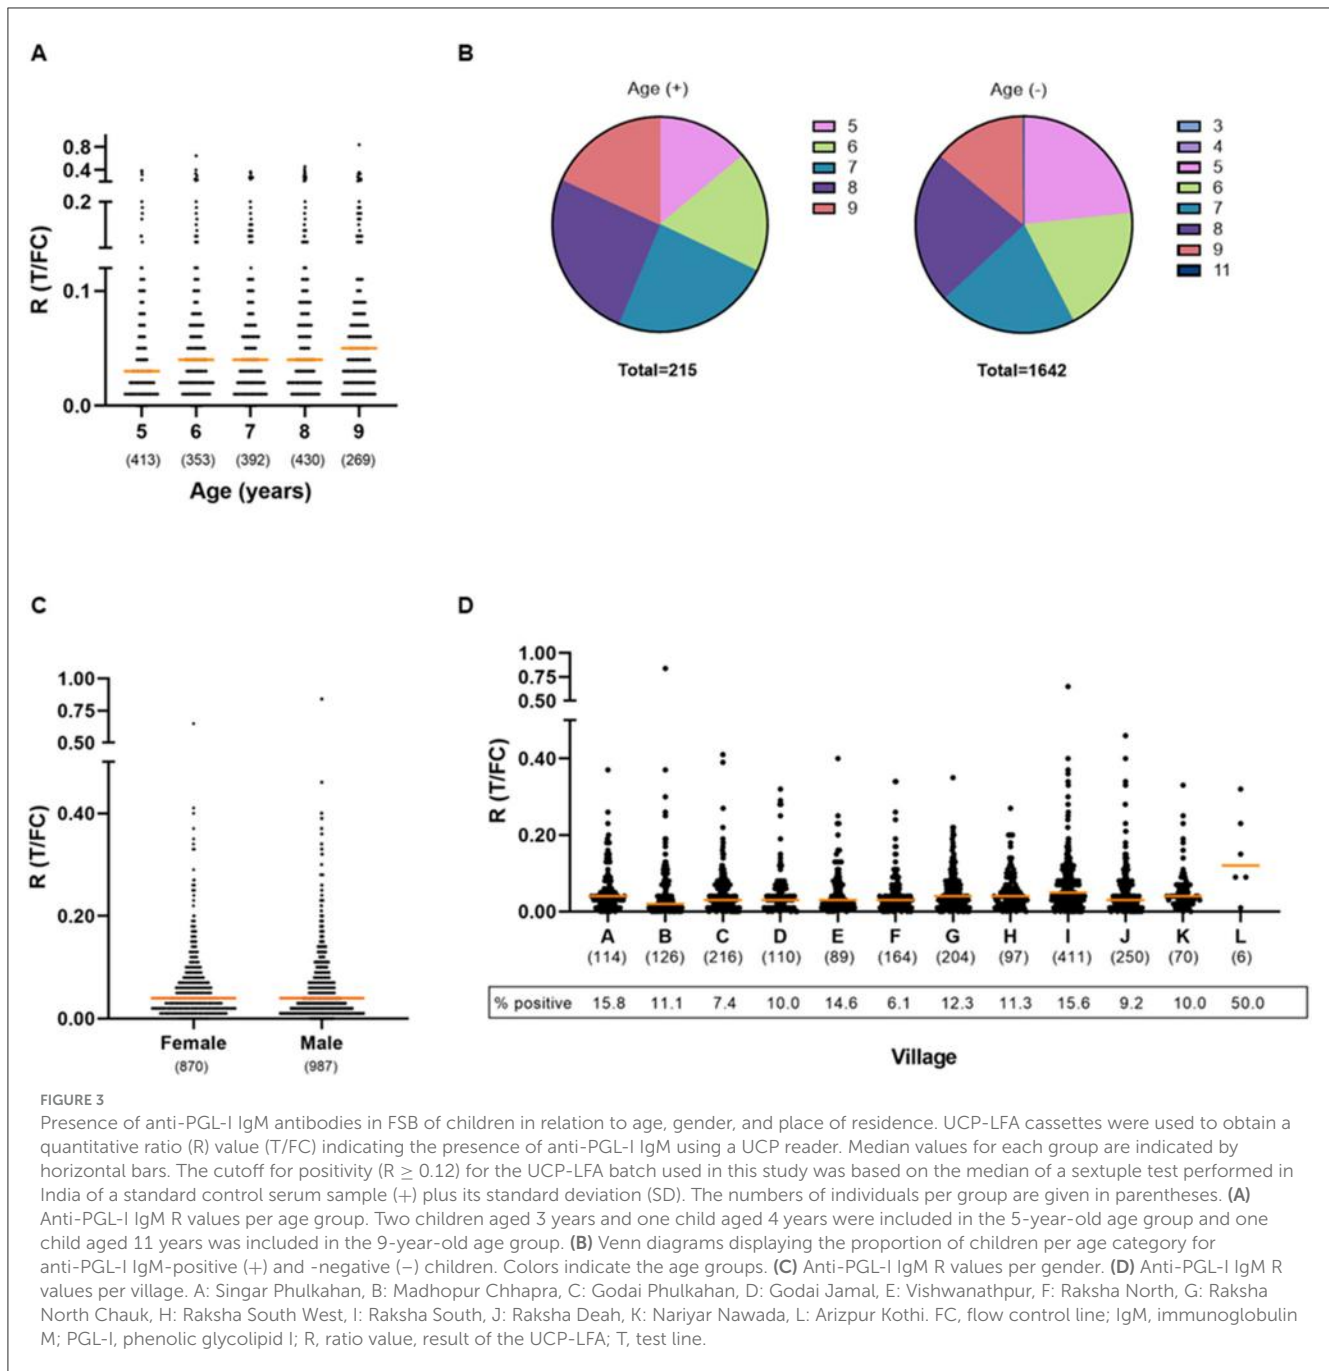 A
R (T/FC)
0.8
0.4
0.2
0.1
0.0
5 6 7 8 9
(413) (353) (392) (430) (269)
Age (years)
B
Age (+)
5
6
7
8
9
Total=215
Age (-)
3
4
5
6
7
8
9
11
Total=1642
C
R (T/FC)
1.00
0.75
0.50
0.40
0.20
0.00
Female Male
(870) (987)
D
R (T/FC)
1.00
0.75
0.50
0.40
0.20
0.00
A B C D E F G H I J K L
(114) (126) (216) (110) (89) (164) (204) (97) (411) (250) (70) (6)
% positive 15.8 11.1 7.4 10.0 14.6 6.1 12.3 11.3 15.6 9.2 10.0 50.0
Village
FIGURE 3
Presence of anti-PGL-I IgM antibodies in FSB of children in relation to age, gender, and place of residence. UCP-LFA cassettes were used to obtain a
quantitative ratio (R) value (T/FC) indicating the presence of anti-PGL-I IgM using a UCP reader. Median values for each group are indicated by
horizontal bars. The cutoff for positivity (R ≥ 0.12) for the UCP-LFA batch used in this study was based on the median of a sextuple test performed in
India of a standard control serum sample (+) plus its standard deviation (SD). The numbers of individuals per group are given in parentheses. (A)
Anti-PGL-I IgM R values per age group. Two children aged 3 years and one child aged 4 years were included in the 5-year-old age group and one
child aged 11 years was included in the 9-year-old age group. (B) Venn diagrams displaying the proportion of children per age category for
anti-PGL-I IgM-positive (+) and -negative (−) children. Colors indicate the age groups. (C) Anti-PGL-I IgM R values per gender. (D) Anti-PGL-I IgM R
values per village. A: Singar Phulkahan, B: Madhopur Chhapra, C: Godai Phulkahan, D: Godai Jamal, E: Vishwanathpur, F: Raksha North, G: Raksha
North Chauk, H: Raksha South West, I: Raksha South, J: Raksha Deah, K: Nariyar Nawada, L: Arizpur Kothi. FC, flow control line; IgM, immunoglobulin
M; PGL-I, phenolic glycolipid I; R, ratio value, result of the UCP-LFA; T, test line.